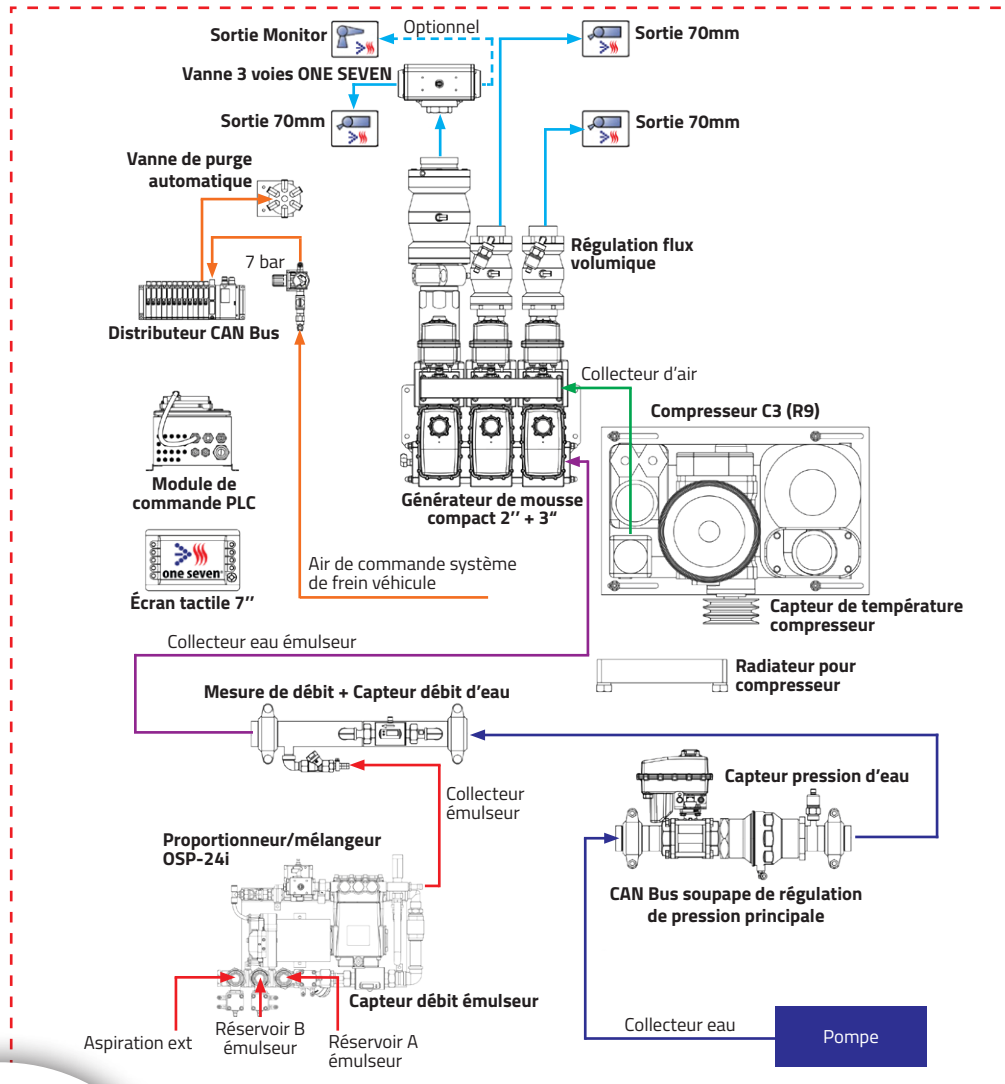 Sortie Monitor
Optionnel
Sortie 70mm
Vanne 3 voies ONE SEVEN
Sortie 70mm
Sortie 70mm
Vanne de purge
automatique
7 bar
Régulation flux
volumique
Distributeur CAN Bus
Collecteur d’air
Compresseur C3 (R9)
Module de
commande PLC
Générateur de mousse
compact 2’’ + 3“
one seven®
Écran tactile 7’’
Air de commande système
de frein véhicule
Capteur de température
compresseur
Collecteur eau émulseur
Radiateur pour
compresseur
Mesure de débit + Capteur débit d’eau
Capteur pression d’eau
Collecteur
émulseur
Proportionneur/mélangeur
OSP-24i
CAN Bus soupape de régulation
de pression principale
Capteur débit émulseur
Aspiration ext
Réservoir B
émulseur
Réservoir A
émulseur
Collecteur eau
Pompe